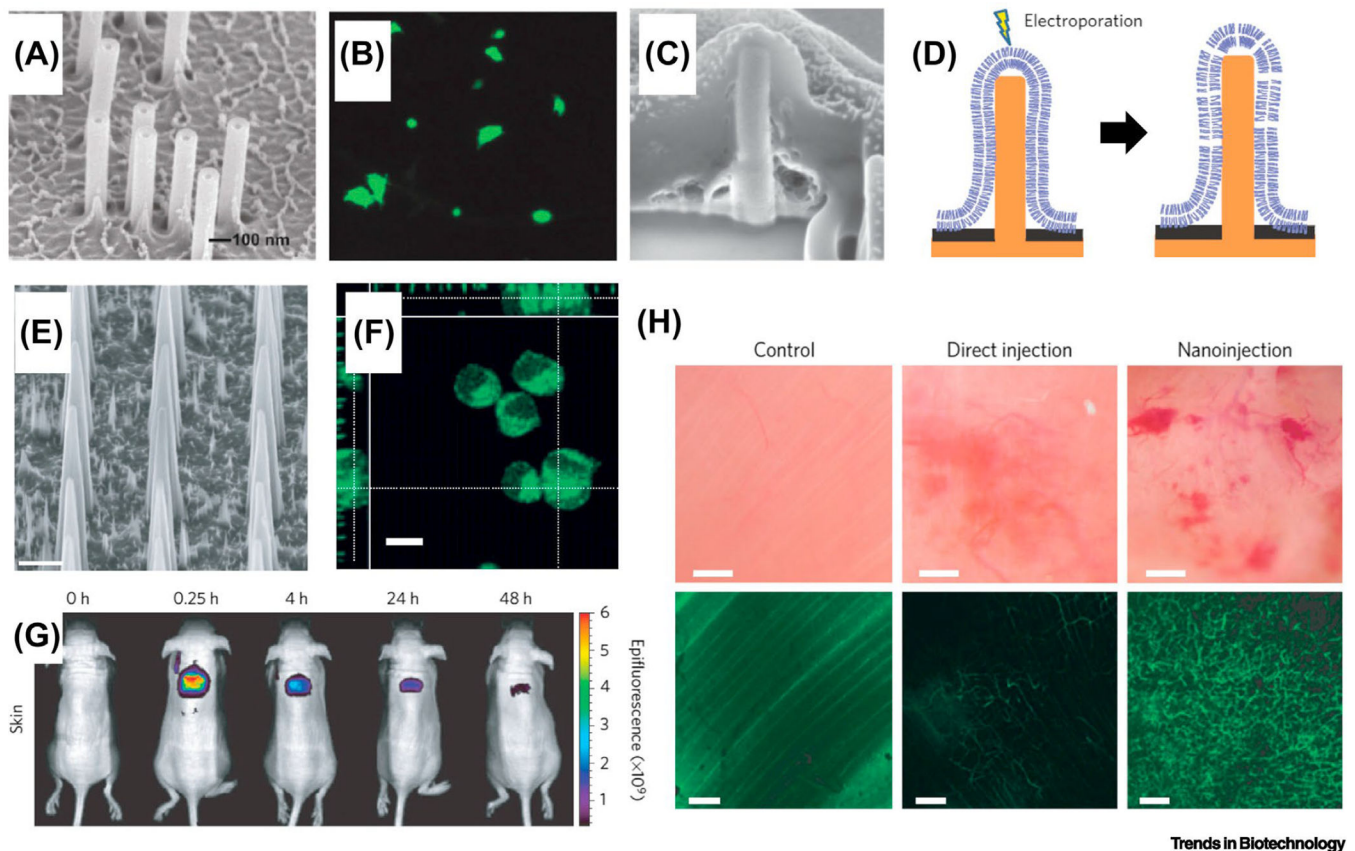 (A)
100 nm
(B)
(C)
(D)
Electroporation
(E)
(F)
(G)
0 h 0.25 h 4 h 24 h 48 h
Skin
6
5
4
3
2
1
Epifluorescence (×10⁹)
(H)
Control Direct injection Nanoinjection
Trends in Biotechnology